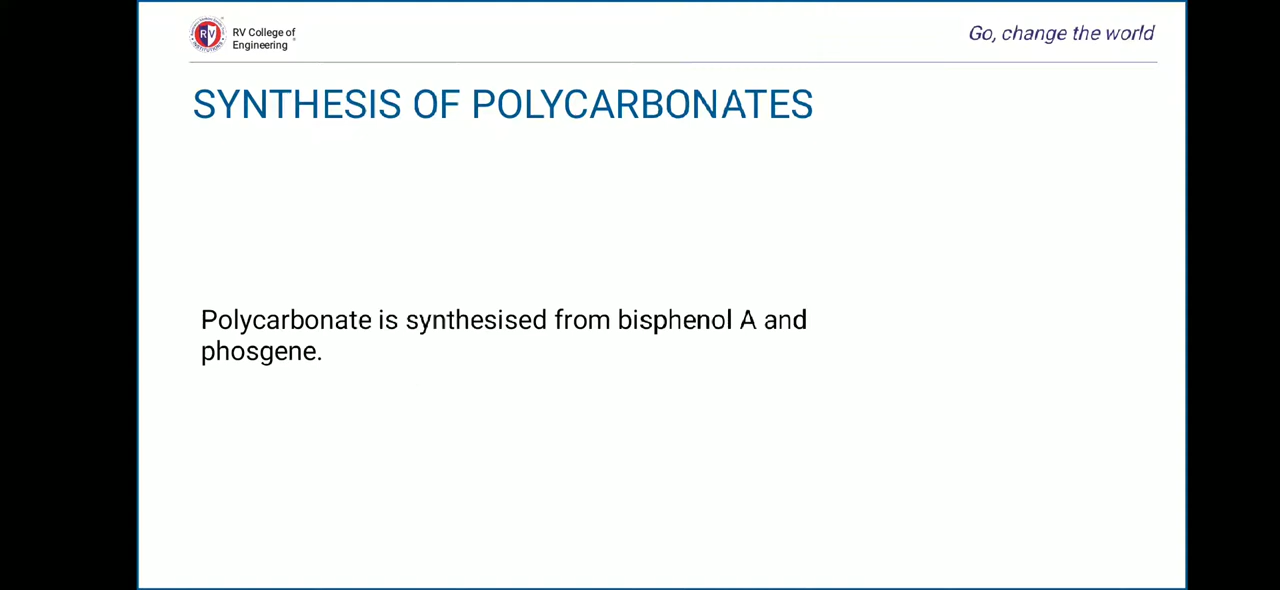 RV College of
Engineering
Go, change the world
SYNTHESIS OF POLYCARBONATES
Polycarbonate is synthesised from bisphenol A and
phosgene.